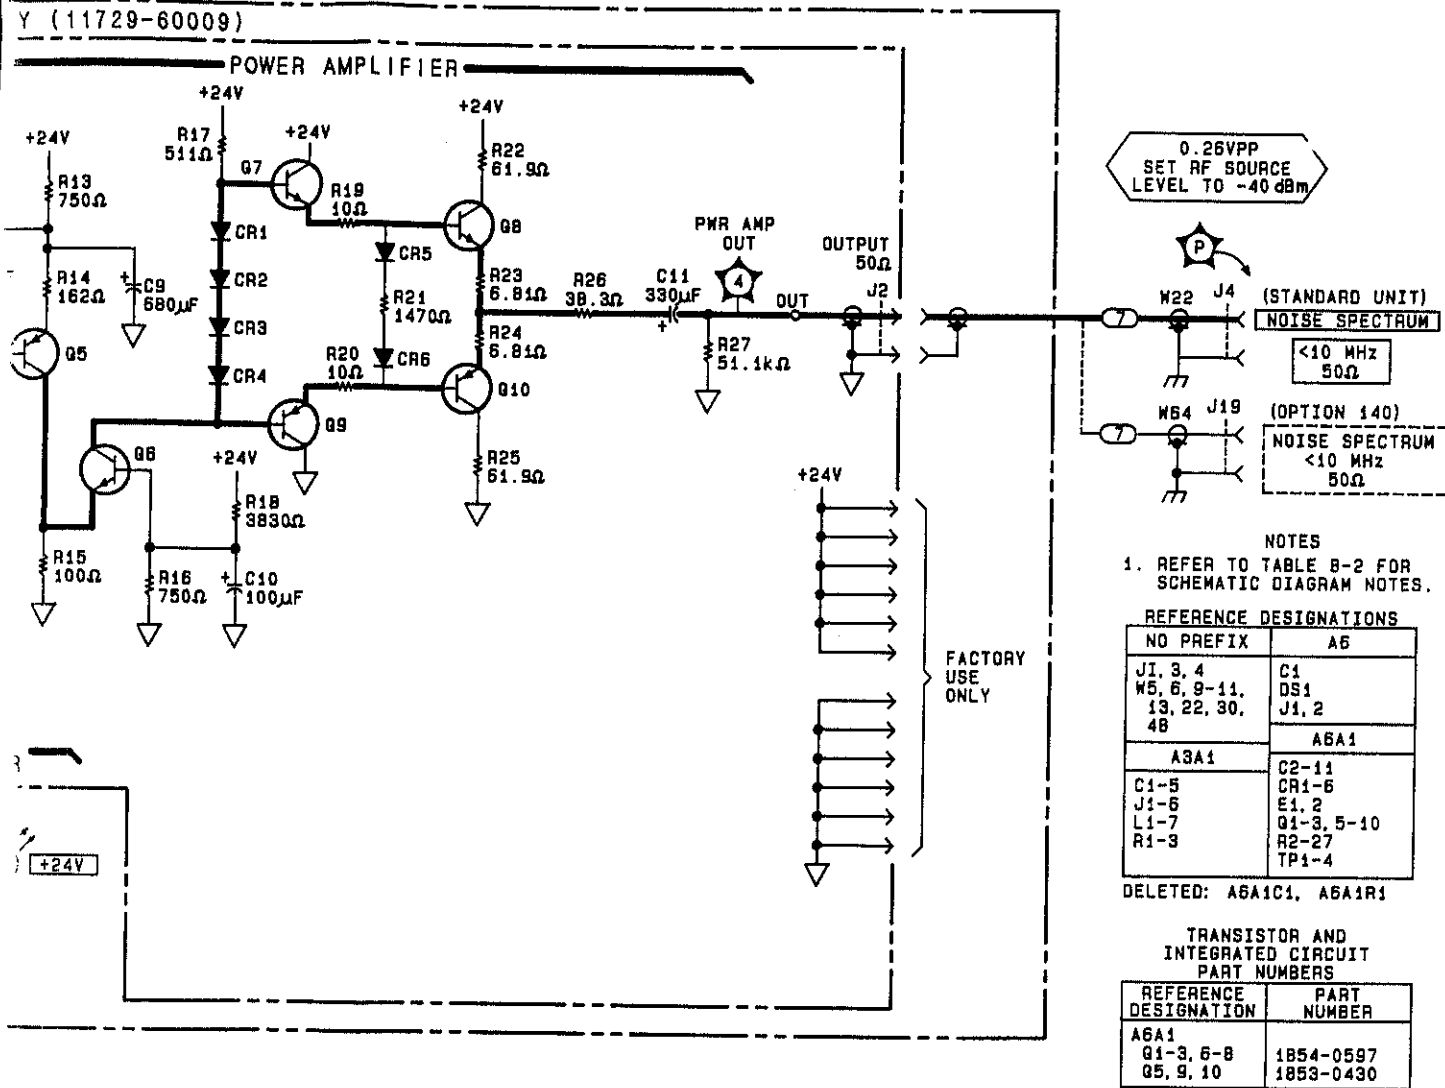 Y (11729-60009)
POWER AMPLIFIER
+24V
+24V
+24V
+24V
R17
511Ω
Q7
R22
61.9Ω
R13
750Ω
R19
10Ω
Q8
CR1
CR5
R14
162Ω
C9
680µF
+
CR2
R21
1470Ω
R23
6.81Ω
R26
38.3Ω
C11
330µF
+
PWR AMP
OUT
4
OUT
OUTPUT
50Ω
J2
Q5
CR3
R20
10Ω
CR6
R24
6.81Ω
R27
51.1kΩ
CR4
Q10
Q9
Q6
+24V
R25
61.9Ω
R18
3830Ω
R15
100Ω
R16
750Ω
+
C10
100µF
+24V
FACTORY
USE
ONLY
+24V
0.26VPP
SET RF SOURCE
LEVEL TO -40 dBm
P
7
W22
J4
(STANDARD UNIT)
NOISE SPECTRUM
<10 MHz
50Ω
7
W64
J19
(OPTION 140)
NOISE SPECTRUM
<10 MHz
50Ω
NOTES
1. REFER TO TABLE 8-2 FOR
SCHEMATIC DIAGRAM NOTES.
REFERENCE DESIGNATIONS
NO PREFIX
J1, 3, 4
W5, 6, 9-11,
13, 22, 30,
48
A3A1
C1-5
J1-6
L1-7
R1-3
A6
C1
DS1
J1, 2
A6A1
C2-11
CR1-6
E1, 2
Q1-3, 5-10
R2-27
TP1-4
DELETED: A6A1C1, A6A1R1
TRANSISTOR AND
INTEGRATED CIRCUIT
PART NUMBERS
REFERENCE DESIGNATION
PART NUMBER
A6A1
Q1-3, 6-8 1854-0597
Q5, 9, 10 1853-0430